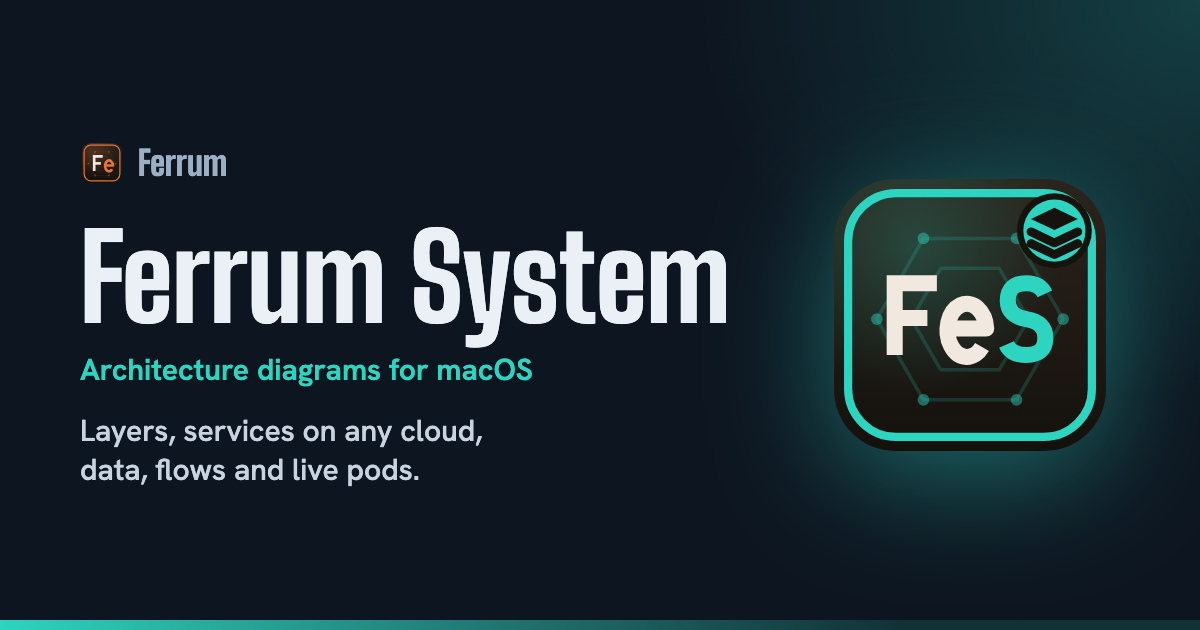 Fe Ferrum
Ferrum System
Architecture diagrams for macOS
Layers, services on any cloud,
data, flows and live pods.
FeS